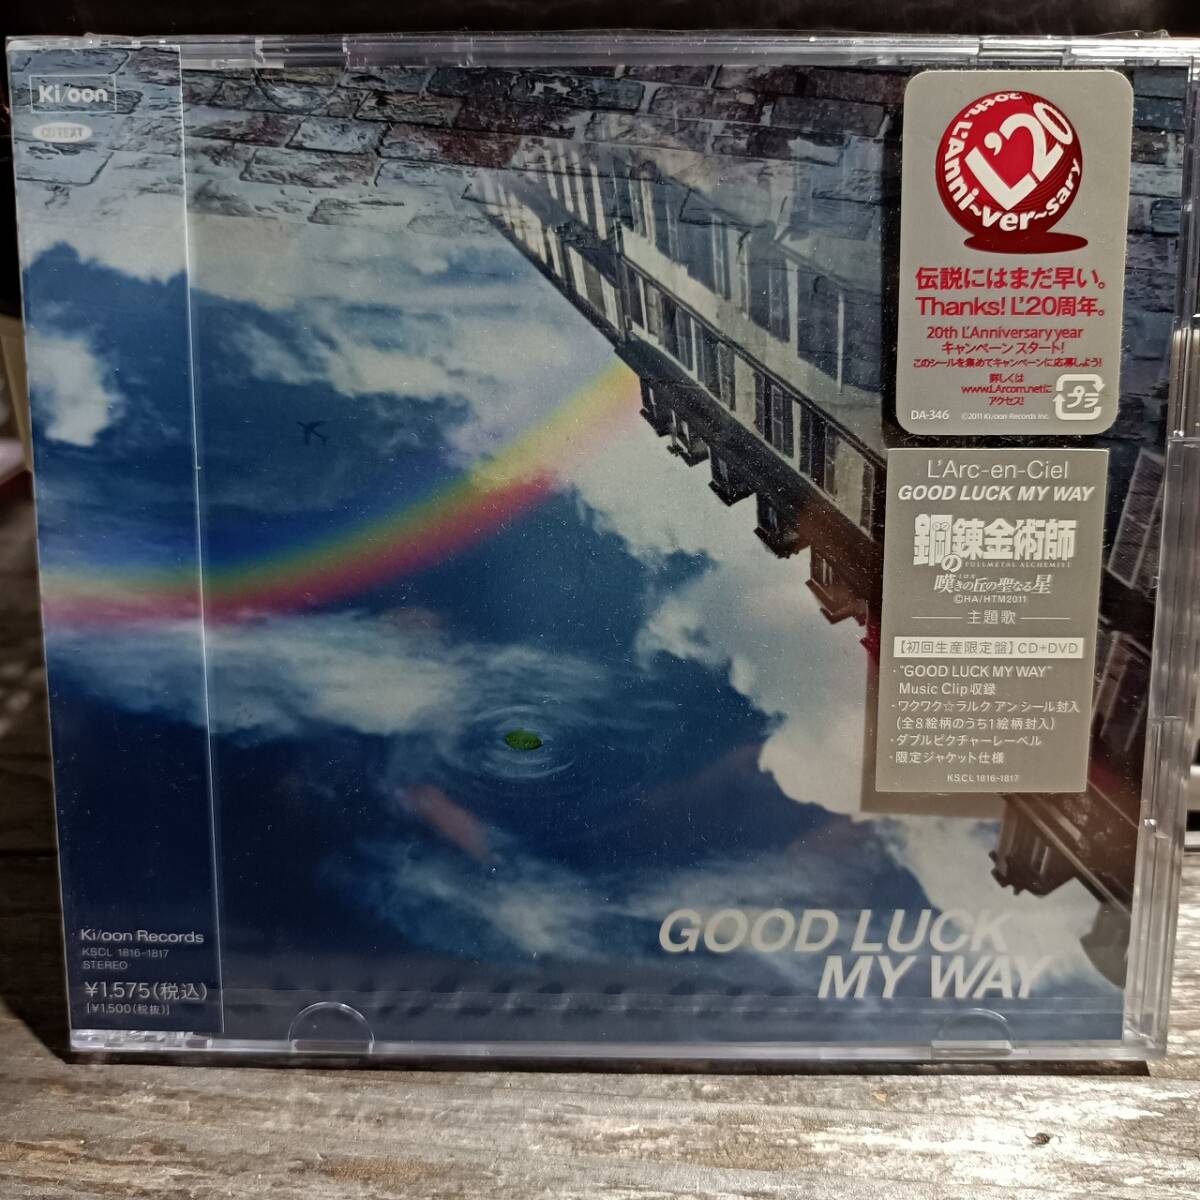 Ki/oon
CD TEXT
20th L'Anni~ver~sary
L'20
伝説にはまだ早い。
Thanks! L'20周年。
20th L'Anniversary year
キャンペーン スタート!
このシールを集めてキャンペーンに応募しよう!
詳しくは
www.LArcom.netに
アクセス!
プラ
DA-346
©2011 Ki/oon Records Inc.
L'Arc-en-Ciel
GOOD LUCK MY WAY
鋼の錬金術師
FULLMETAL ALCHEMIST
嘆きの丘の聖なる星
©HA/HTM2011
主題歌
【初回生産限定盤】CD+DVD
・"GOOD LUCK MY WAY"
Music Clip収録
・ワクワク☆ラルク アン シール封入
(全8絵柄のうち1絵柄封入)
・ダブルピクチャーレーベル
・限定ジャケット仕様
KSCL 1816-1817
GOOD LUCK
MY WAY
Ki/oon Records
KSCL 1816-1817
STEREO
¥1,575(税込)
[¥1,500(税抜)]